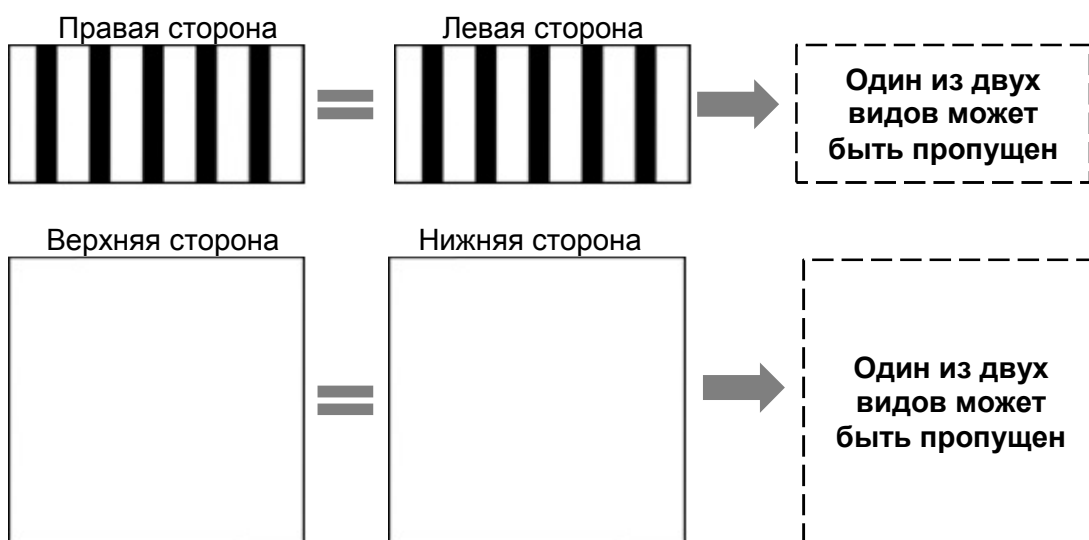 Правая сторона
Левая сторона
Один из двух
видов может
быть пропущен
Верхняя сторона
Нижняя сторона
Один из двух
видов может
быть пропущен